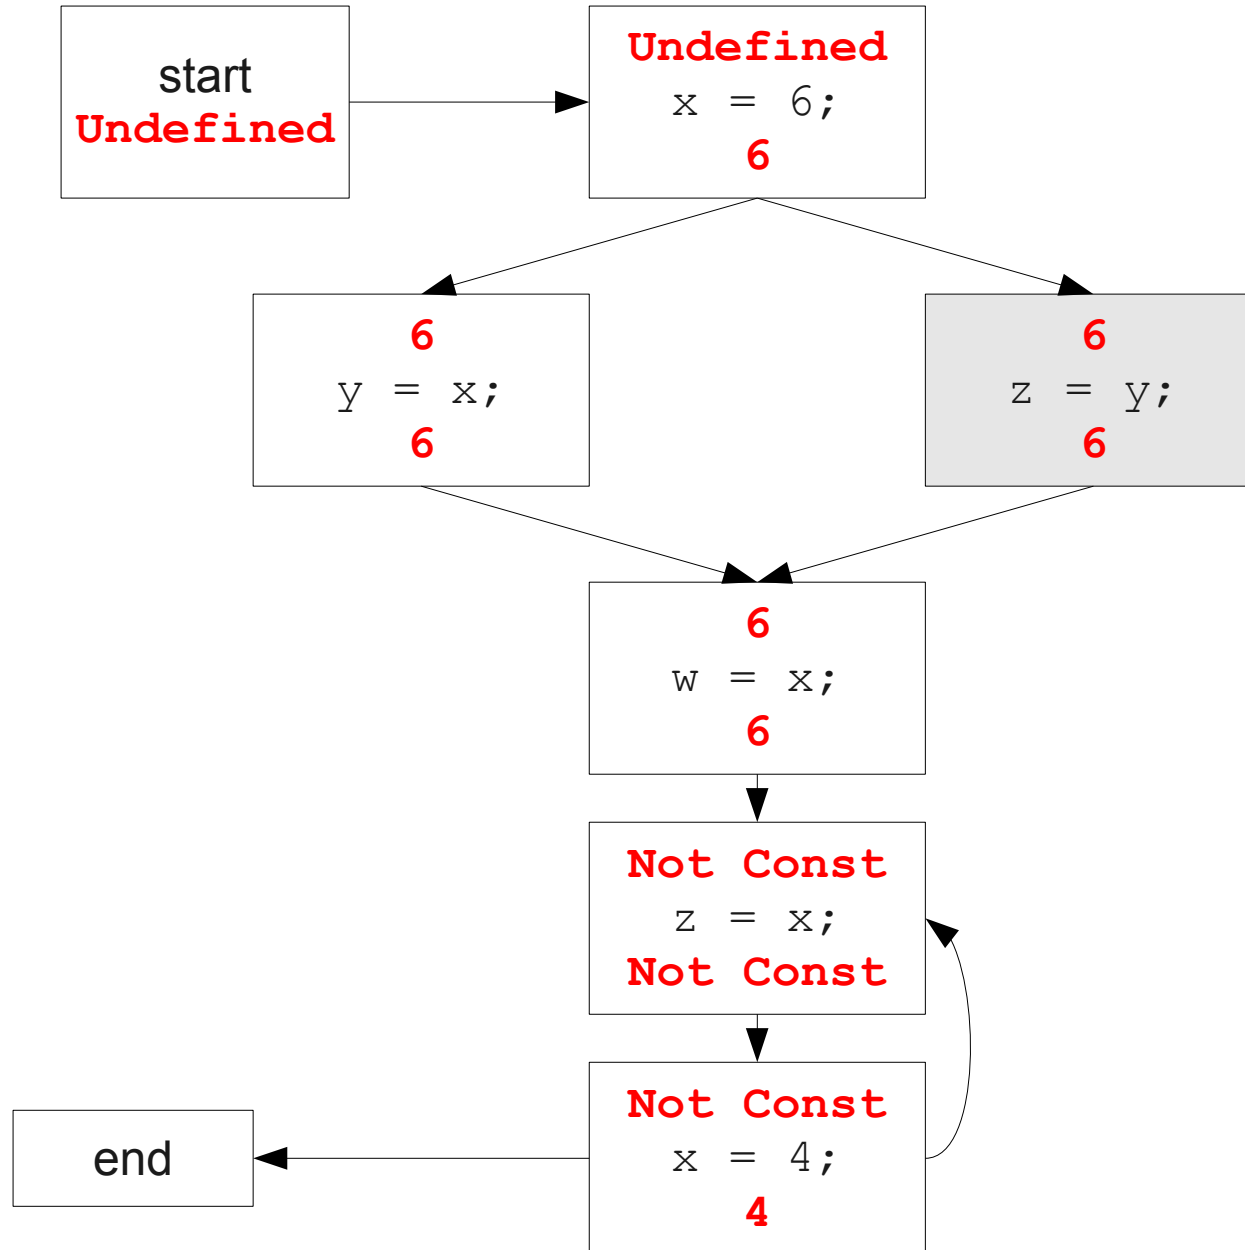 start
Undefined
Undefined
x = 6;
6
6
y = x;
6
6
z = y;
6
6
w = x;
6
Not Const
z = x;
Not Const
Not Const
x = 4;
4
end